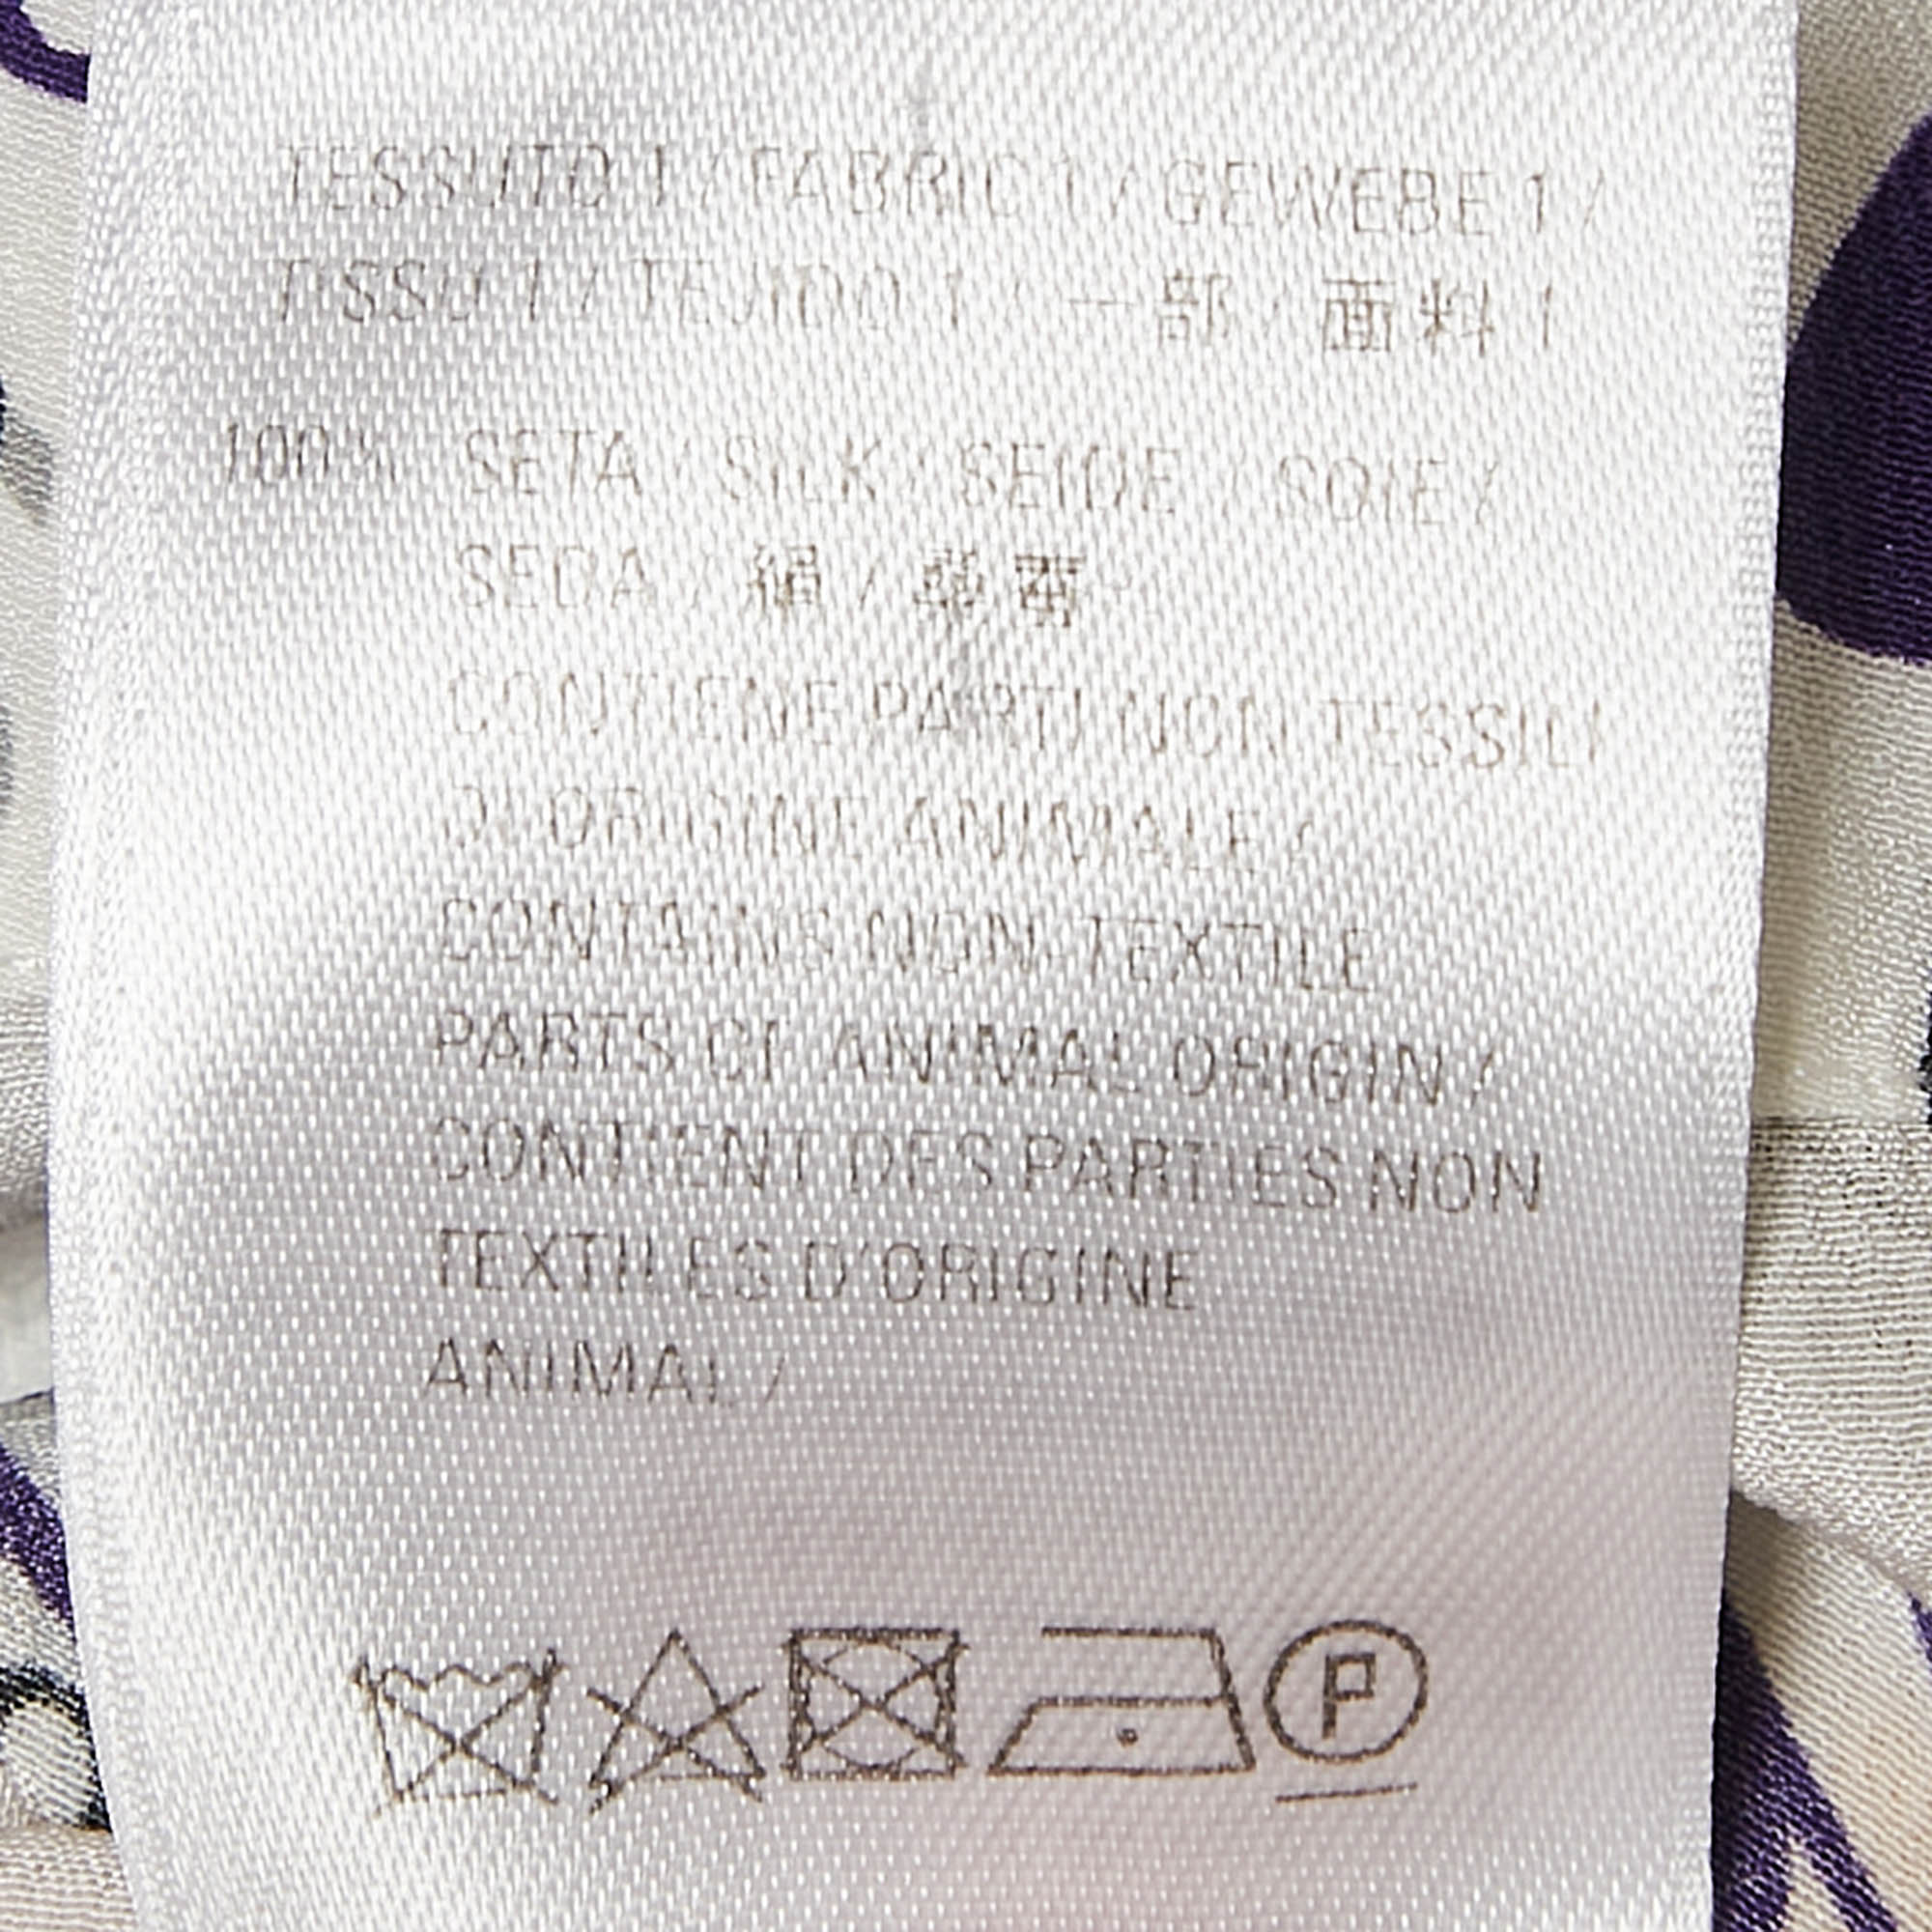 TESSUTO 1 / FABRIC 1 / GEWEBE 1 /
TISSU 1 / TEJIDO 1 / 一部 / 面料 1
100% SETA / SILK / SEIDE / SOIE /
SEDA / 絹 /
CONTIENE PARTI NON TESSILI
DI ORIGINE ANIMALE /
CONTAINS NON-TEXTILE
PARTS OF ANIMAL ORIGIN /
CONTIENT DES PARTIES NON
TEXTILES D'ORIGINE
ANIMAL /
P